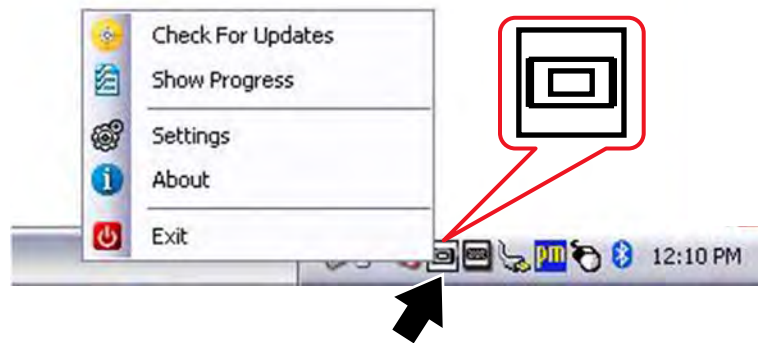 Check For Updates
Show Progress
Settings
About
Exit
pm
12:10 PM